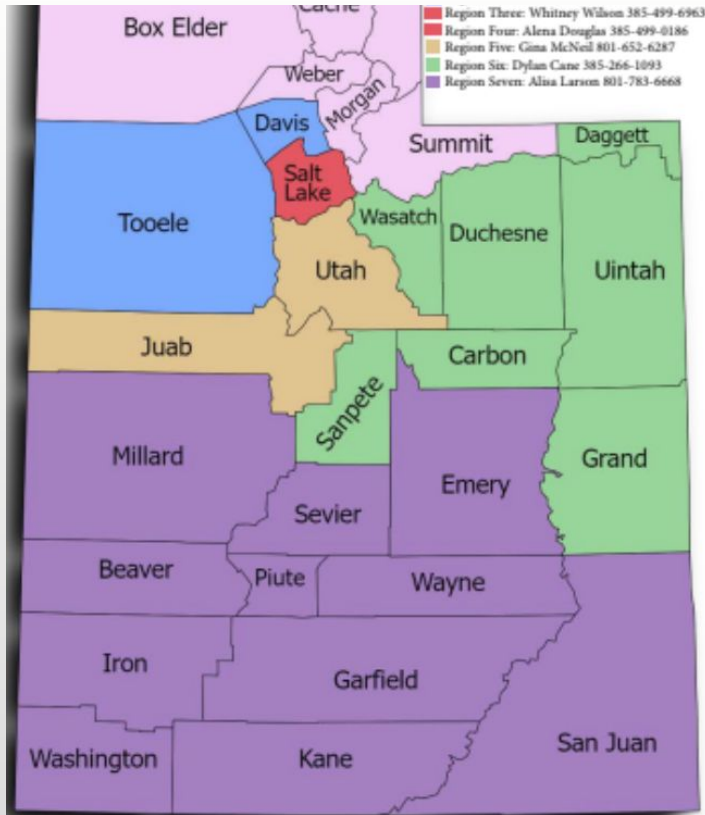 Cache
Region Three: Whitney Wilson 385-499-6963
Region Four: Alena Douglas 385-499-0186
Region Five: Gina McNeil 801-652-6287
Region Six: Dylan Cane 385-266-1093
Region Seven: Alisa Larson 801-783-6668
Box Elder
Weber
Morgan
Davis
Summit
Daggett
Salt
Lake
Tooele
Wasatch
Duchesne
Utah
Uintah
Juab
Carbon
Sanpete
Millard
Emery
Grand
Sevier
Beaver
Piute
Wayne
Iron
Garfield
Washington
Kane
San Juan